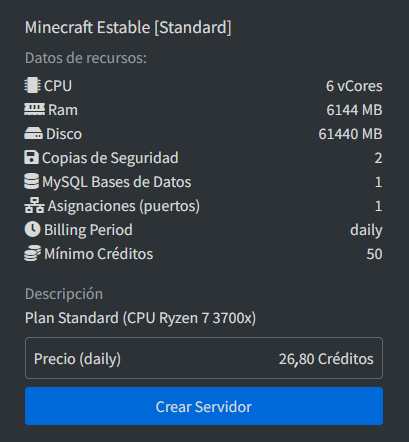 Minecraft Estable [Standard]
Datos de recursos:
CPU 6 vCores
Ram 6144 MB
Disco 61440 MB
Copias de Seguridad 2
MySQL Bases de Datos 1
Asignaciones (puertos) 1
Billing Period daily
Mínimo Créditos 50
Descripción
Plan Standard (CPU Ryzen 7 3700x)
Precio (daily) 26,80 Créditos
Crear Servidor